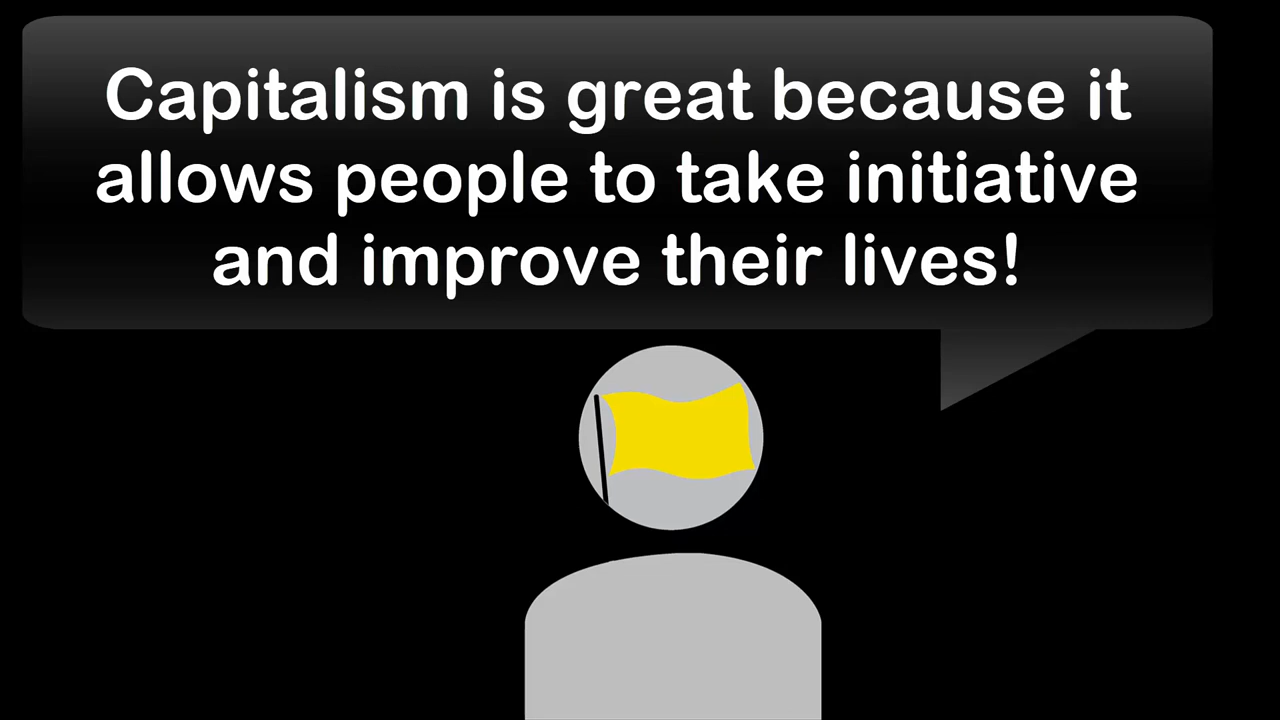 Capitalism is great because it
allows people to take initiative
and improve their lives!